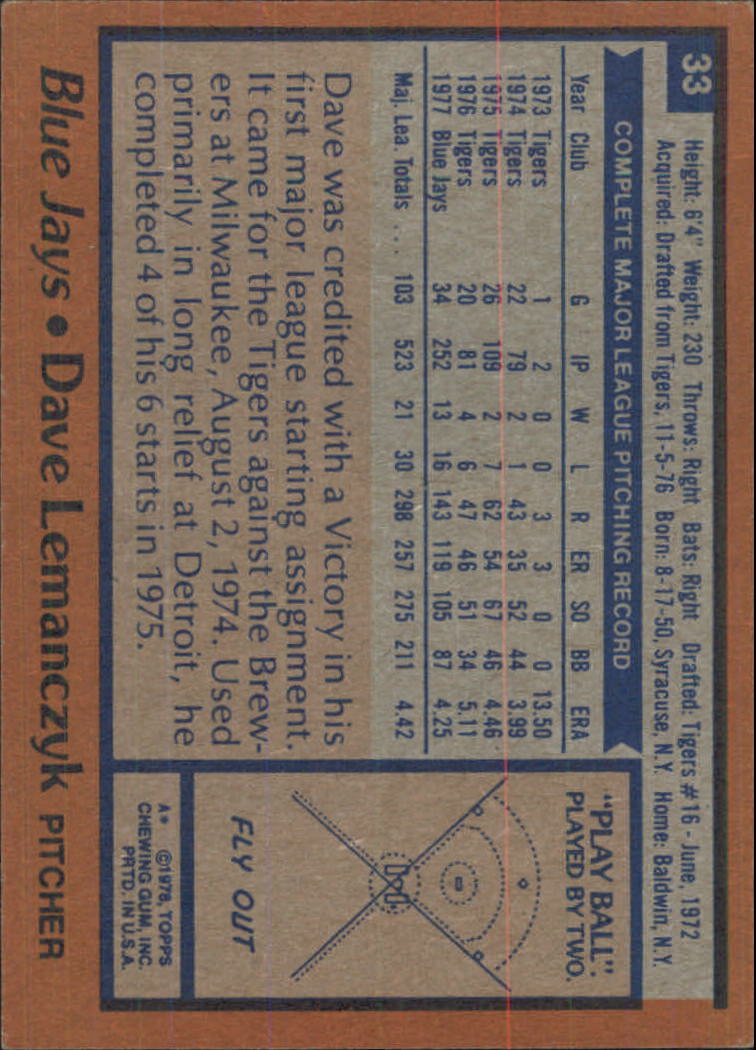 33
Height: 6'4" Weight: 230 Throws: Right Bats: Right Drafted: Tigers #16 - June, 1972
Acquired: Drafted from Tigers, 11-5-76 Born: 8-17-50, Syracuse, N.Y. Home: Baldwin, N.Y.
COMPLETE MAJOR LEAGUE PITCHING RECORD
Year Club G IP W L R ER SO BB ERA
1973 Tigers 1 2 0 0 3 3 0 0 13.50
1974 Tigers 22 79 2 1 43 35 52 44 3.99
1975 Tigers 26 109 2 7 62 54 67 46 4.46
1976 Tigers 20 81 4 6 47 46 51 34 5.11
1977 Blue Jays 34 252 13 16 143 119 105 87 4.25
Maj. Lea. Totals ... 103 523 21 30 298 257 275 211 4.42
Dave was credited with a Victory in his
first major league starting assignment.
It came for the Tigers against the Brew-
ers at Milwaukee, August 2, 1974. Used
primarily in long relief at Detroit, he
completed 4 of his 6 starts in 1975.
"PLAY BALL".
PLAYED BY TWO.
FLY OUT
A* ©1978, TOPPS
CHEWING GUM, INC.
PRTD. IN U.S.A.
Blue Jays • Dave Lemanczyk PITCHER